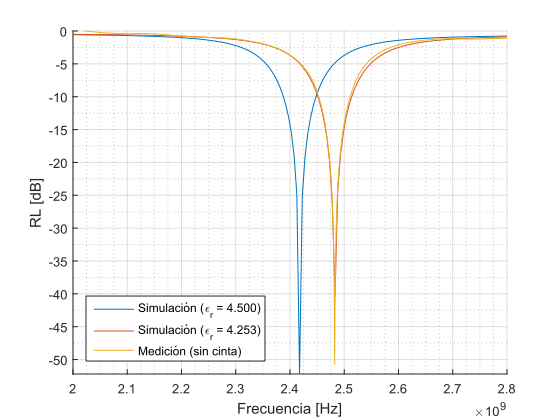 0
-5
-10
-15
-20
-25
-30
-35
-40
-45
-50
RL [dB]
Simulación (ϵr = 4.500)
Simulación (ϵr = 4.253)
Medición (sin cinta)
2 2.1 2.2 2.3 2.4 2.5 2.6 2.7 2.8
Frecuencia [Hz]
×10^9